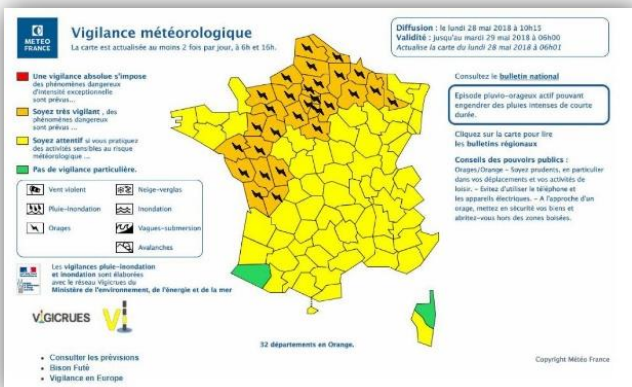 METEO
FRANCE
Vigilance météorologique
La carte est actualisée au moins 2 fois par jour, à 6h et 16h.
Diffusion : le lundi 28 mai 2018 à 10h15
Validité : jusqu'au mardi 29 mai 2018 à 06h00
Actualise la carte du lundi 28 mai 2018 à 06h01
Une vigilance absolue s'impose
des phénomènes dangereux
d'intensité exceptionnelle
sont prévus...
Soyez très vigilant, des
phénomènes dangereux
sont prévus ...
Soyez attentif si vous pratiquez
des activités sensibles au risque
météorologique ...
Pas de vigilance particulière.
Vent violent
Neige-verglas
Pluie-Inondation
Inondation
Orages
Vagues-submersion
Avalanches
Les vigilances pluie-inondation
et inondation sont élaborées
avec le réseau Vigicrues du
Ministère de l'environnement, de l'énergie et de la mer
VIGICRUES
Consulter les prévisions
Bison Futé
Vigilance en Europe
32 départements en Orange.
Consultez le bulletin national
Episode pluvio-orageux actif pouvant
engendrer des pluies intenses de courte
durée.
Cliquez sur la carte pour lire
les bulletins régionaux
Conseils des pouvoirs publics :
Orages/Orange - Soyez prudents, en particulier
dans vos déplacements et vos activités de
loisir. - Evitez d'utiliser le téléphone et
les appareils électriques. - A l'approche d'un
orage, mettez en sécurité vos biens et
abritez-vous hors des zones boisées.
Copyright Météo France